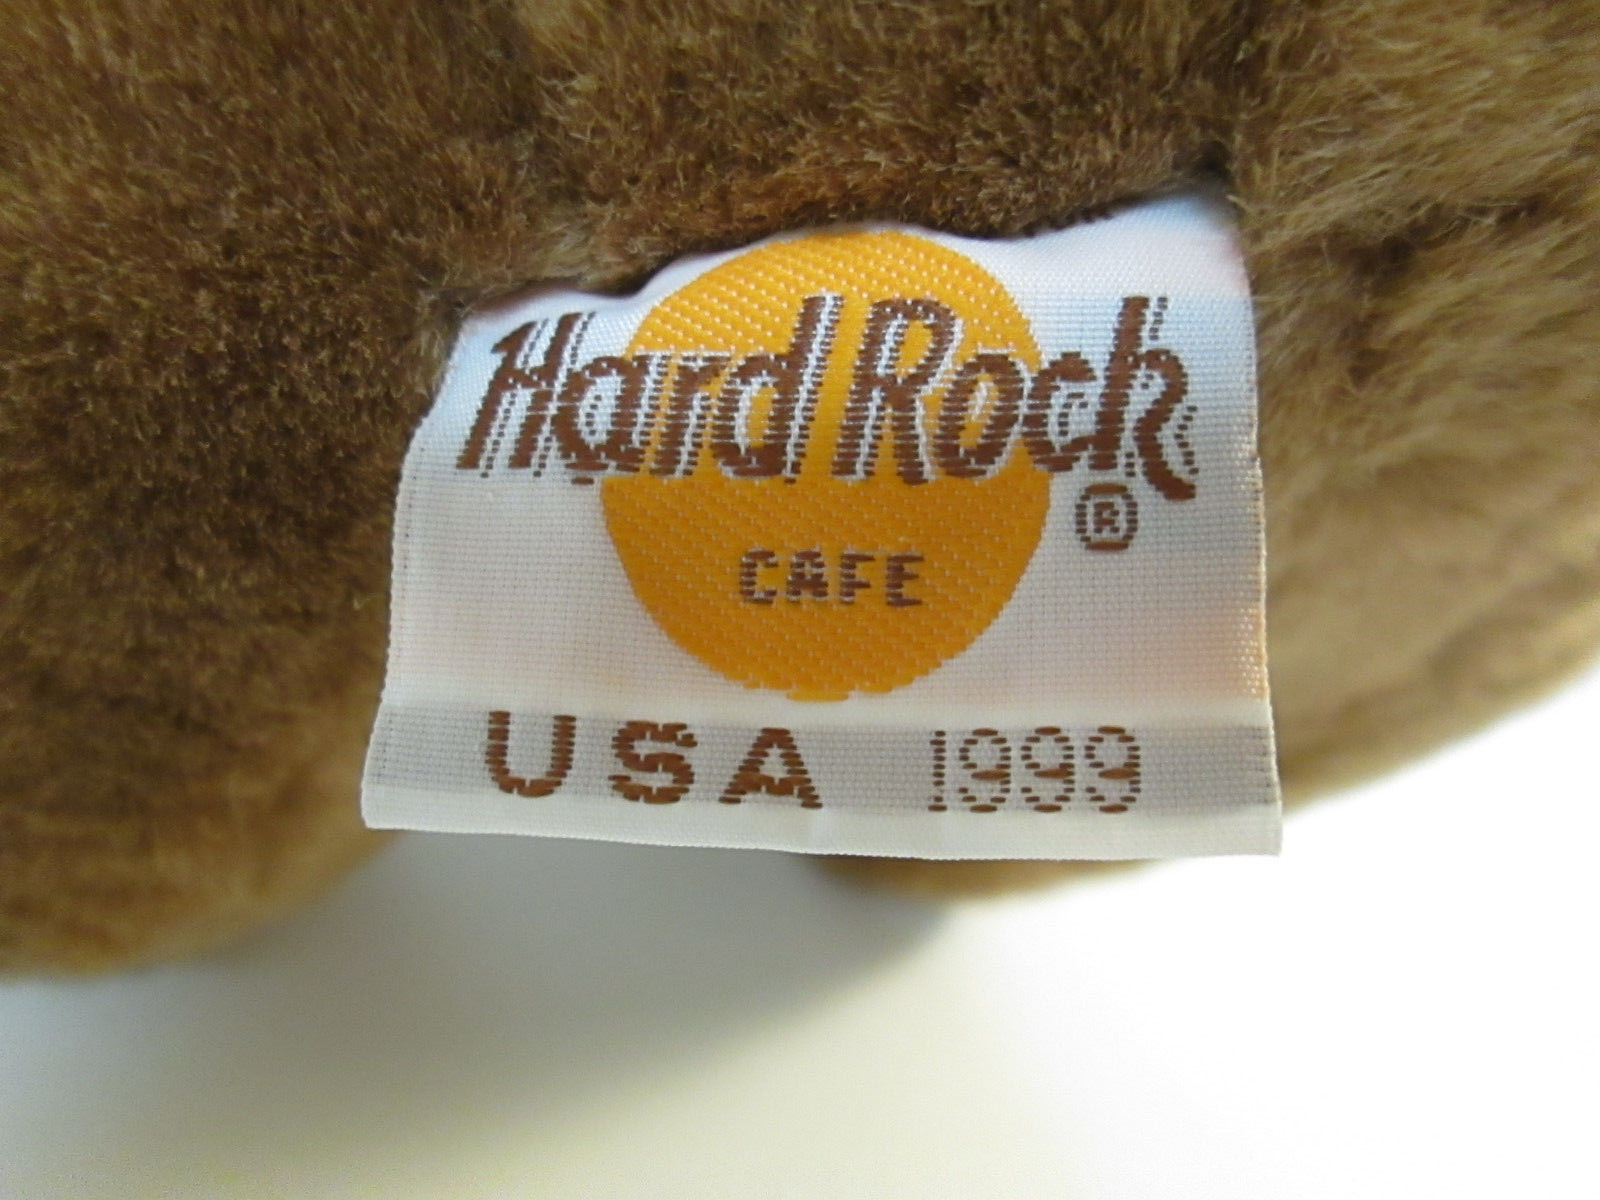 Hard Rock
®
CAFE
USA 1999